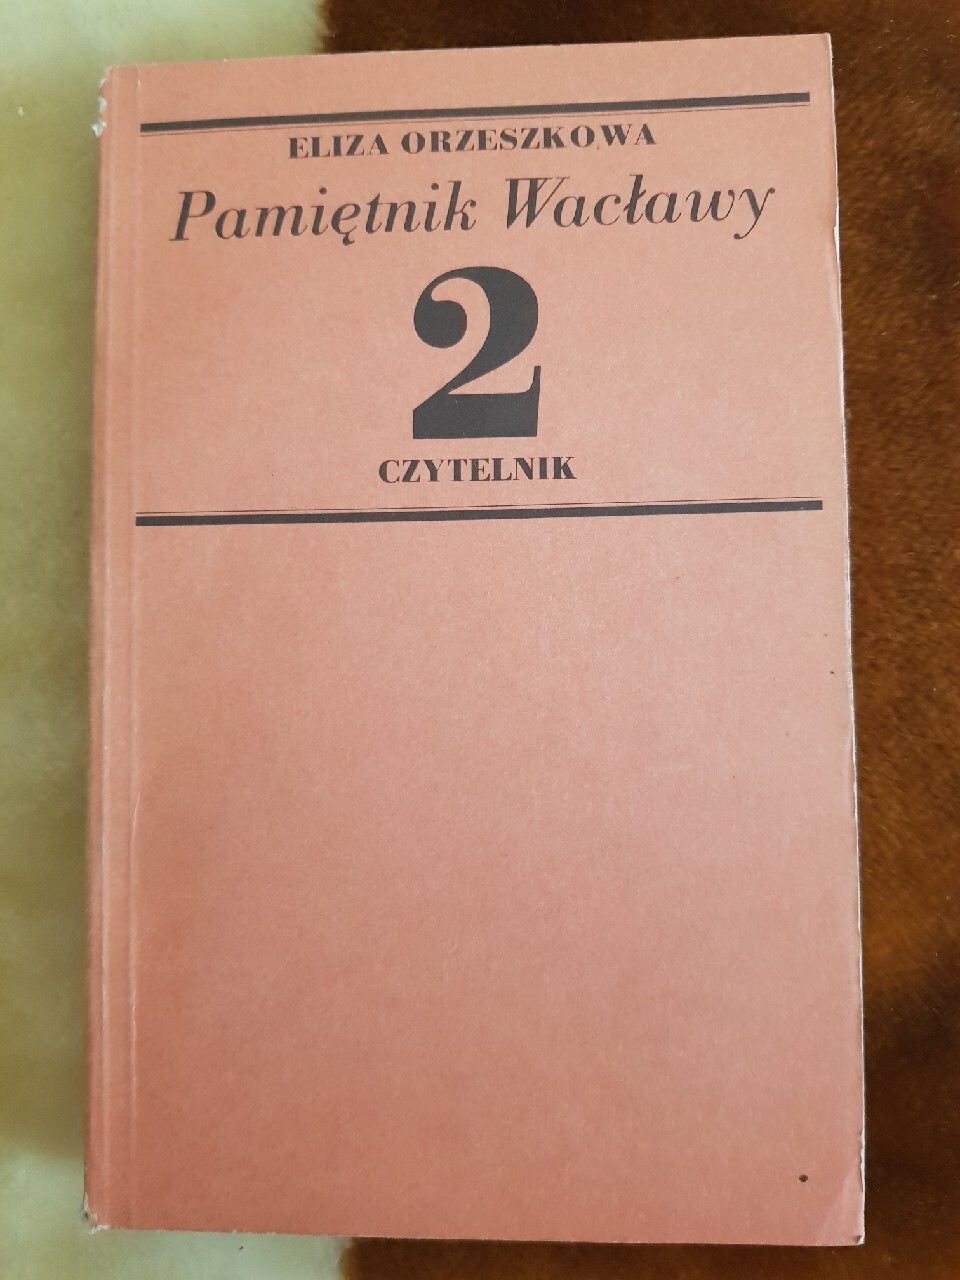 ELIZA ORZESZKOWA
Pamiętnik Wacławy
2
CZYTELNIK